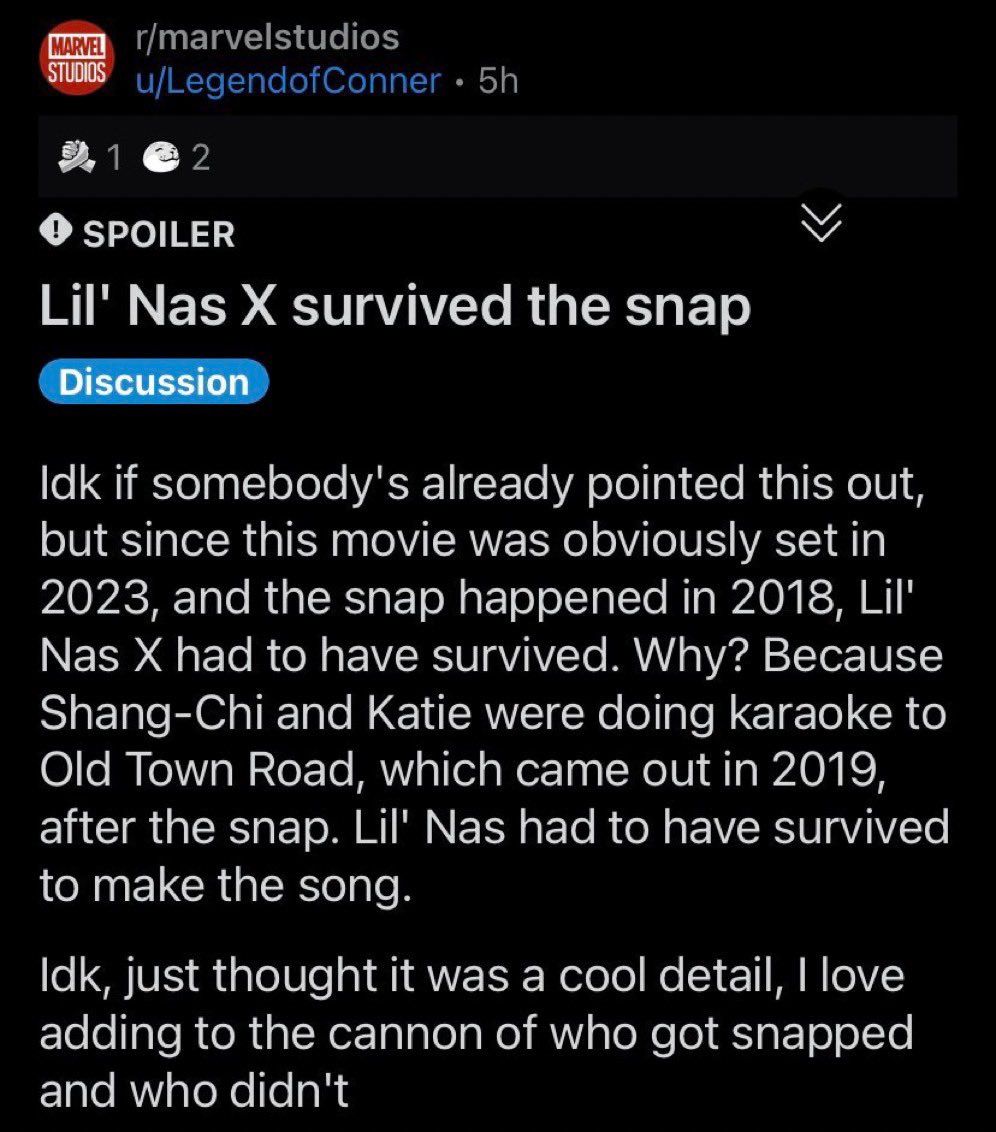 MARVEL
STUDIOS
r/marvelstudios
u/LegendofConner • 5h
1 2
SPOILER
Lil' Nas X survived the snap
Discussion
Idk if somebody's already pointed this out,
but since this movie was obviously set in
2023, and the snap happened in 2018, Lil'
Nas X had to have survived. Why? Because
Shang-Chi and Katie were doing karaoke to
Old Town Road, which came out in 2019,
after the snap. Lil' Nas had to have survived
to make the song.
Idk, just thought it was a cool detail, I love
adding to the cannon of who got snapped
and who didn't